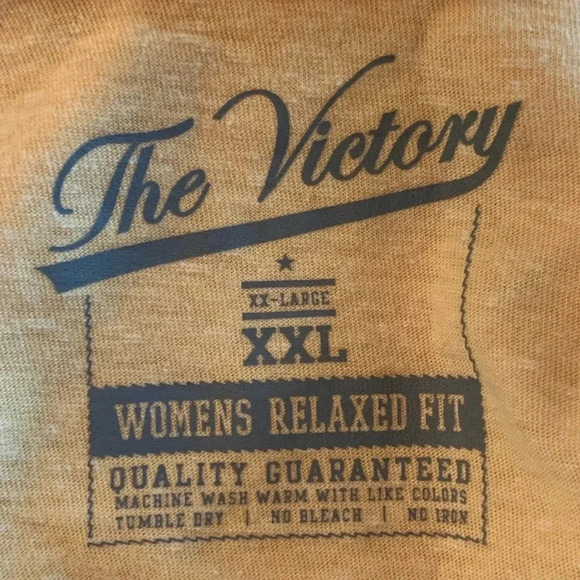 The Victory
XX-LARGE
XXL
WOMENS RELAXED FIT
QUALITY GUARANTEED
MACHINE WASH WARM WITH LIKE COLORS
TUMBLE DRY | NO BLEACH | NO IRON